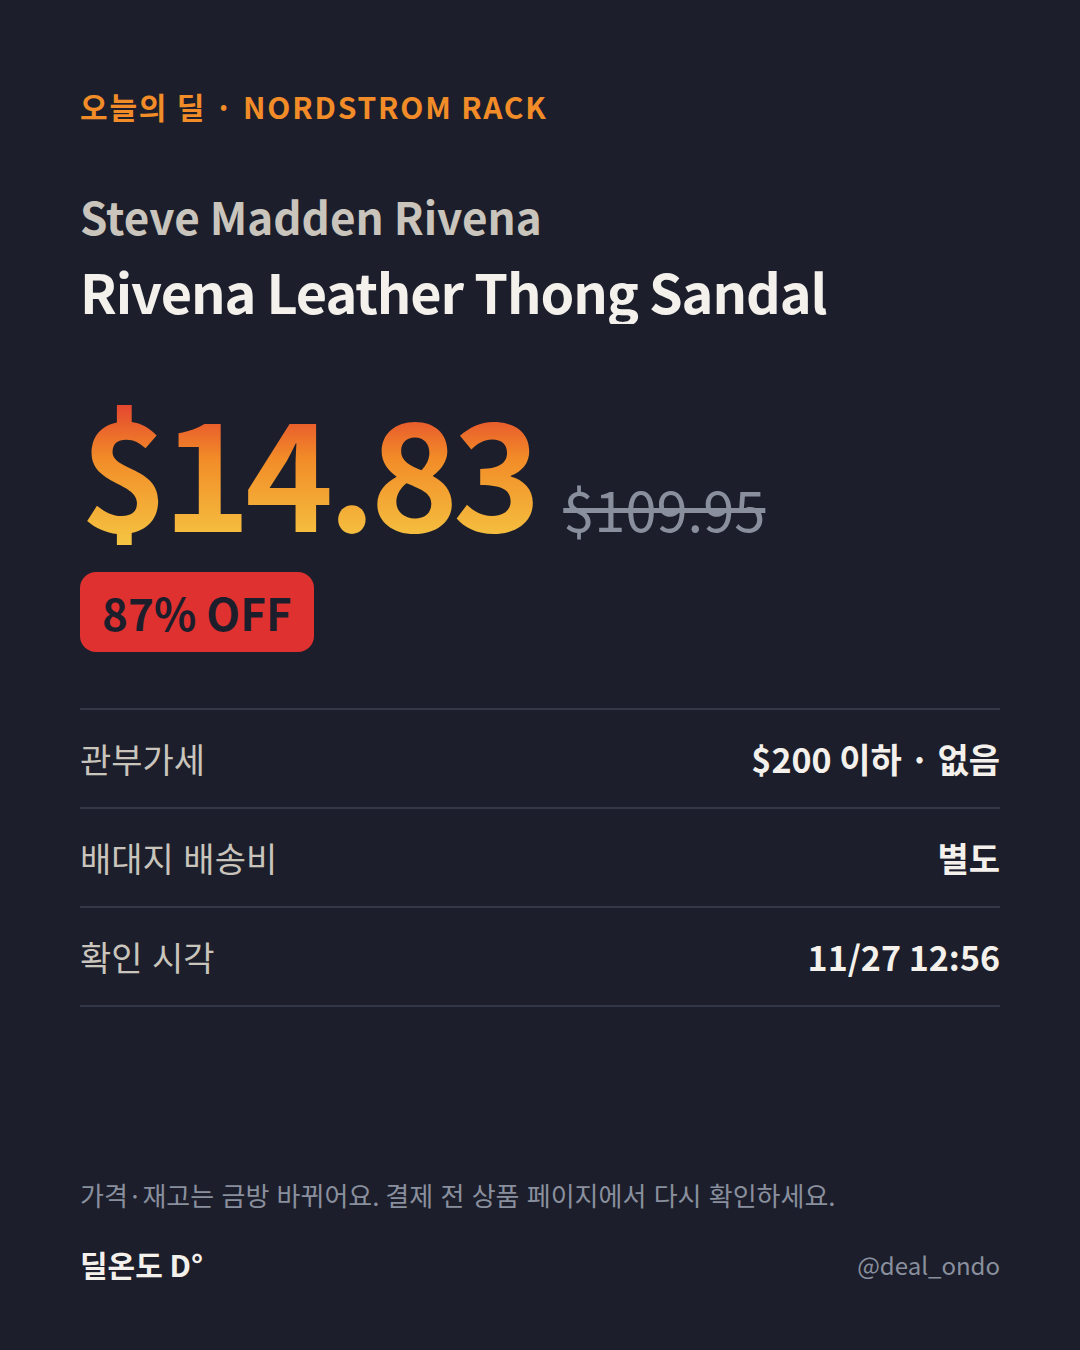 오늘의 딜 · NORDSTROM RACK
Steve Madden Rivena
Rivena Leather Thong Sandal
$14.83 $109.95
87% OFF
관부가세 $200 이하 · 없음
배대지 배송비 별도
확인 시각 11/27 12:56
가격·재고는 금방 바뀌어요. 결제 전 상품 페이지에서 다시 확인하세요.
딜온도 D° @deal_ondo